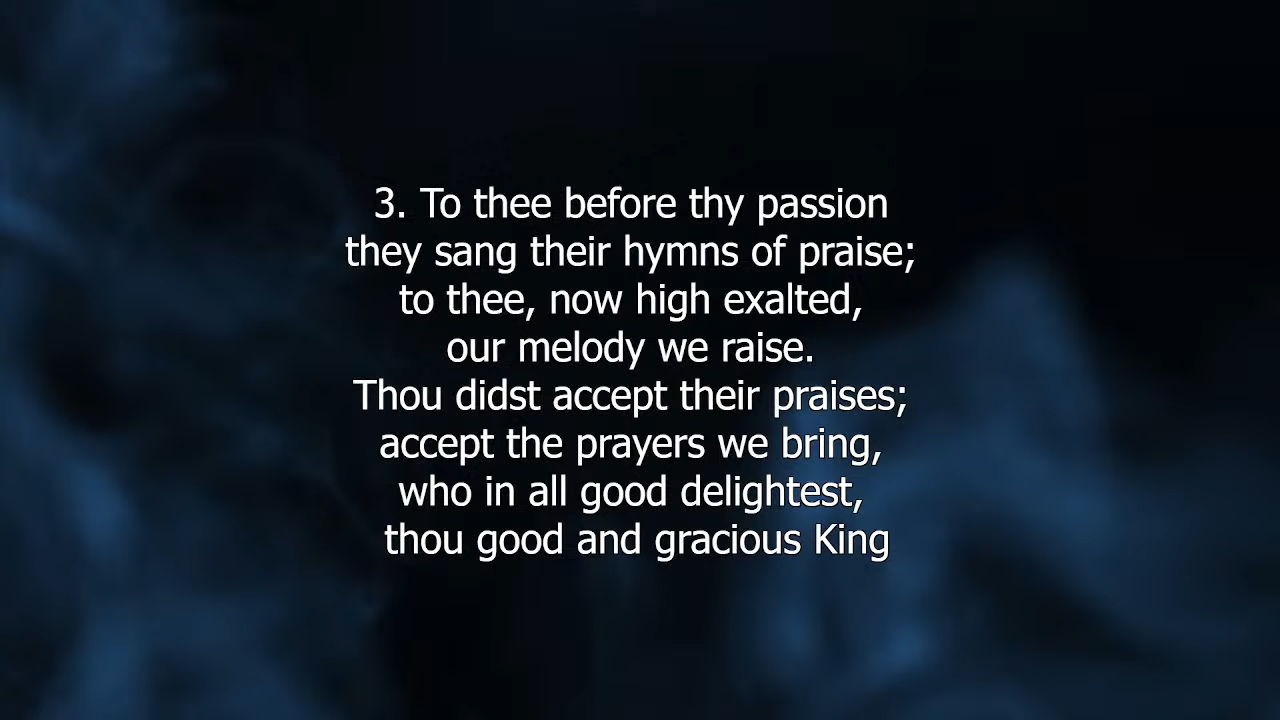 3. To thee before thy passion
they sang their hymns of praise;
to thee, now high exalted,
our melody we raise.
Thou didst accept their praises;
accept the prayers we bring,
who in all good delightest,
thou good and gracious King